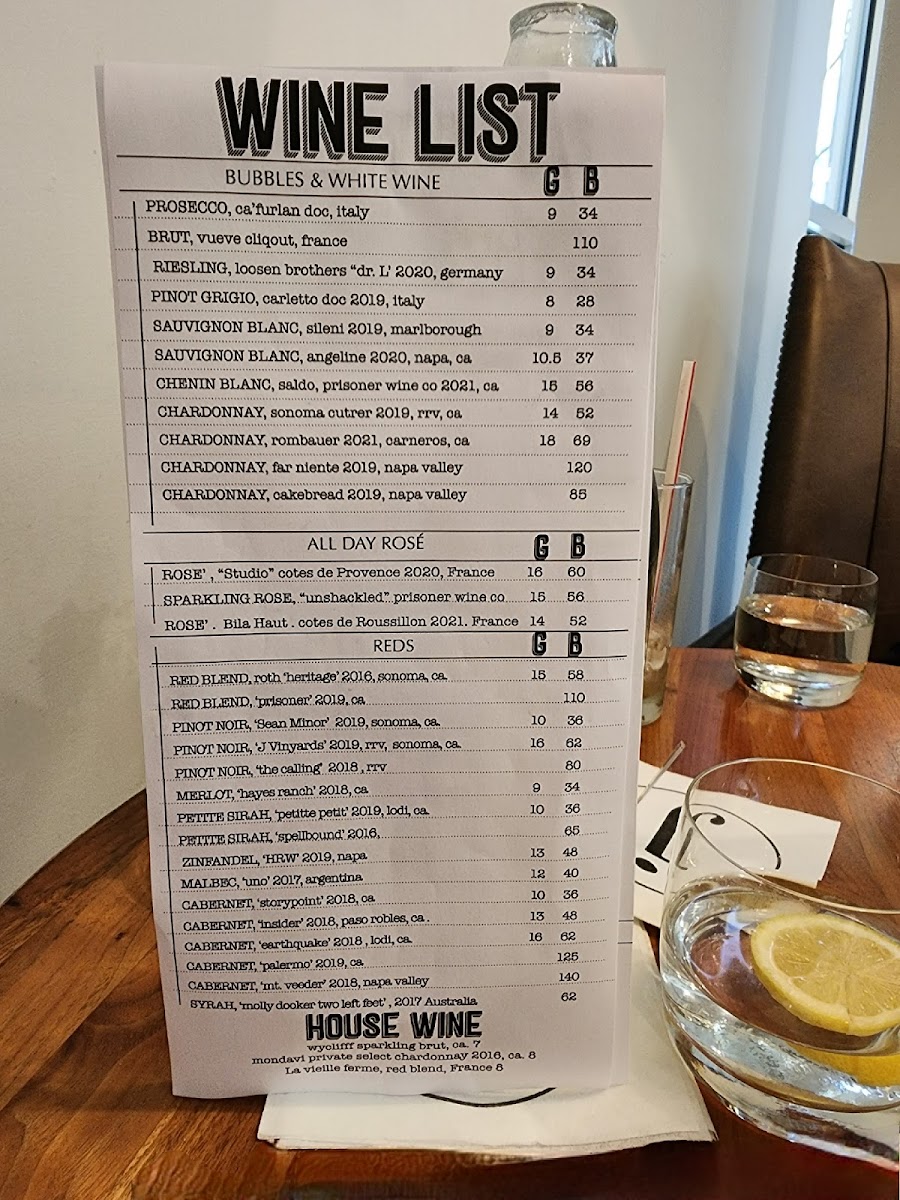 WINE LIST
BUBBLES & WHITE WINE G B
PROSECCO, ca'furlan doc, italy 9 34
BRUT, vueve cliqout, france 110
RIESLING, loosen brothers "dr. L' 2020, germany 9 34
PINOT GRIGIO, carletto doc 2019, italy 8 28
SAUVIGNON BLANC, sileni 2019, marlborough 9 34
SAUVIGNON BLANC, angeline 2020, napa, ca 10.5 37
CHENIN BLANC, saldo, prisoner wine co 2021, ca 15 56
CHARDONNAY, sonoma cutrer 2019, rrv, ca 14 52
CHARDONNAY, rombauer 2021, carneros, ca 18 69
CHARDONNAY, far niente 2019, napa valley 120
CHARDONNAY, cakebread 2019, napa valley 85
ALL DAY ROSÉ G B
ROSE' , "Studio" cotes de Provence 2020, France 16 60
SPARKLING ROSE, "unshackled" prisoner wine co 15 56
ROSE' . Bila Haut . cotes de Roussillon 2021. France 14 52
REDS G B
RED BLEND, roth 'heritage' 2016, sonoma, ca. 15 58
RED BLEND, 'prisoner' 2019, ca 110
PINOT NOIR, 'Sean Minor' 2019, sonoma, ca. 10 36
PINOT NOIR, 'J Vinyards' 2019, rrv, sonoma, ca. 16 62
PINOT NOIR, 'the calling' 2018 , rrv 80
MERLOT, 'hayes ranch' 2018, ca 9 34
PETITE SIRAH, 'petitte petit' 2019, lodi, ca. 10 36
PETITE SIRAH, 'spellbound' 2016, 65
ZINFANDEL, 'HRW' 2019, napa 13 48
MALBEC, 'uno' 2017, argentina 12 40
CABERNET, 'storypoint' 2018, ca 10 36
CABERNET, 'insider' 2018, paso robles, ca . 13 48
CABERNET, 'earthquake' 2018 , lodi, ca. 16 62
CABERNET, 'palermo' 2019, ca 125
CABERNET, 'mt. veeder' 2018, napa valley 140
SYRAH, 'molly dooker two left feet' , 2017 Australia 62
HOUSE WINE
wyclifff sparkling brut, ca. 7
mondavi private select chardonnay 2016, ca. 8
La vieille ferme, red blend, France 8